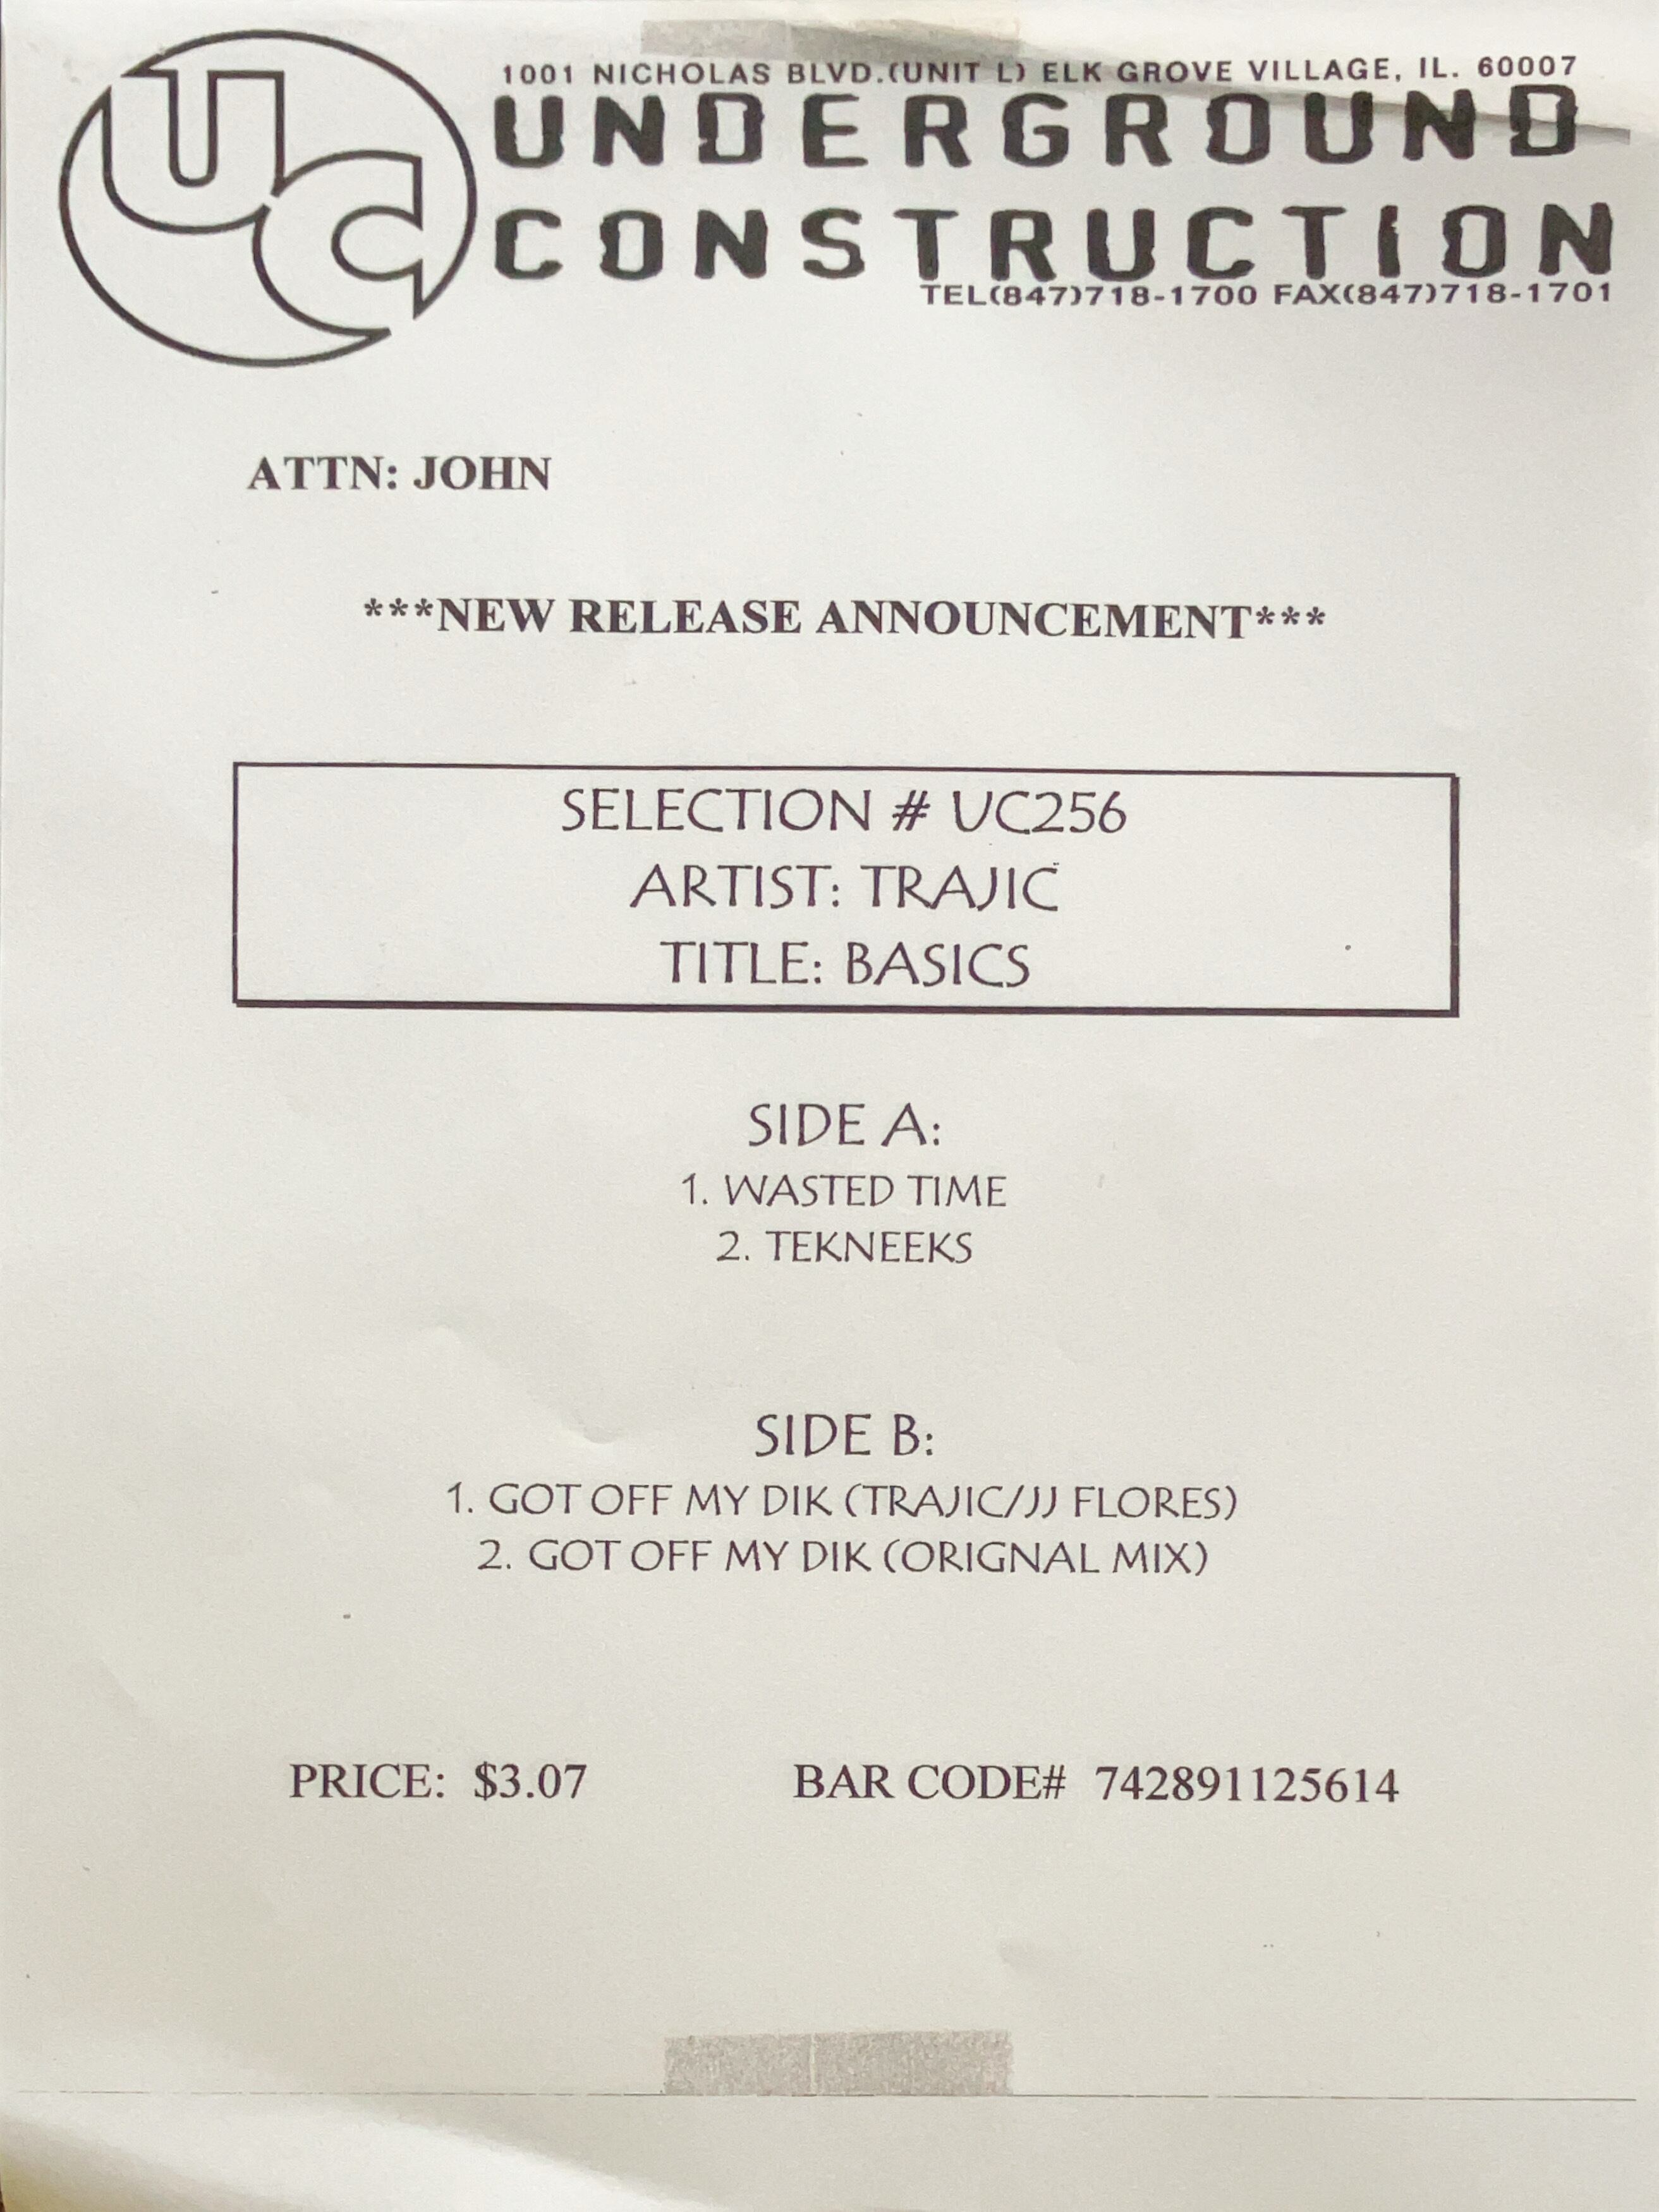 1001 NICHOLAS BLVD.(UNIT L) ELK GROVE VILLAGE, IL. 60007
UC
UNDERGROUND
CONSTRUCTION
TEL(847)718-1700 FAX(847)718-1701
ATTN: JOHN
***NEW RELEASE ANNOUNCEMENT***
SELECTION # UC256
ARTIST: TRAJIC
TITLE: BASICS
SIDE A:
1. WASTED TIME
2. TEKNEEKS
SIDE B:
1. GOT OFF MY DIK (TRAJIC/JJ FLORES)
2. GOT OFF MY DIK (ORIGNAL MIX)
PRICE: $3.07 BAR CODE# 742891125614